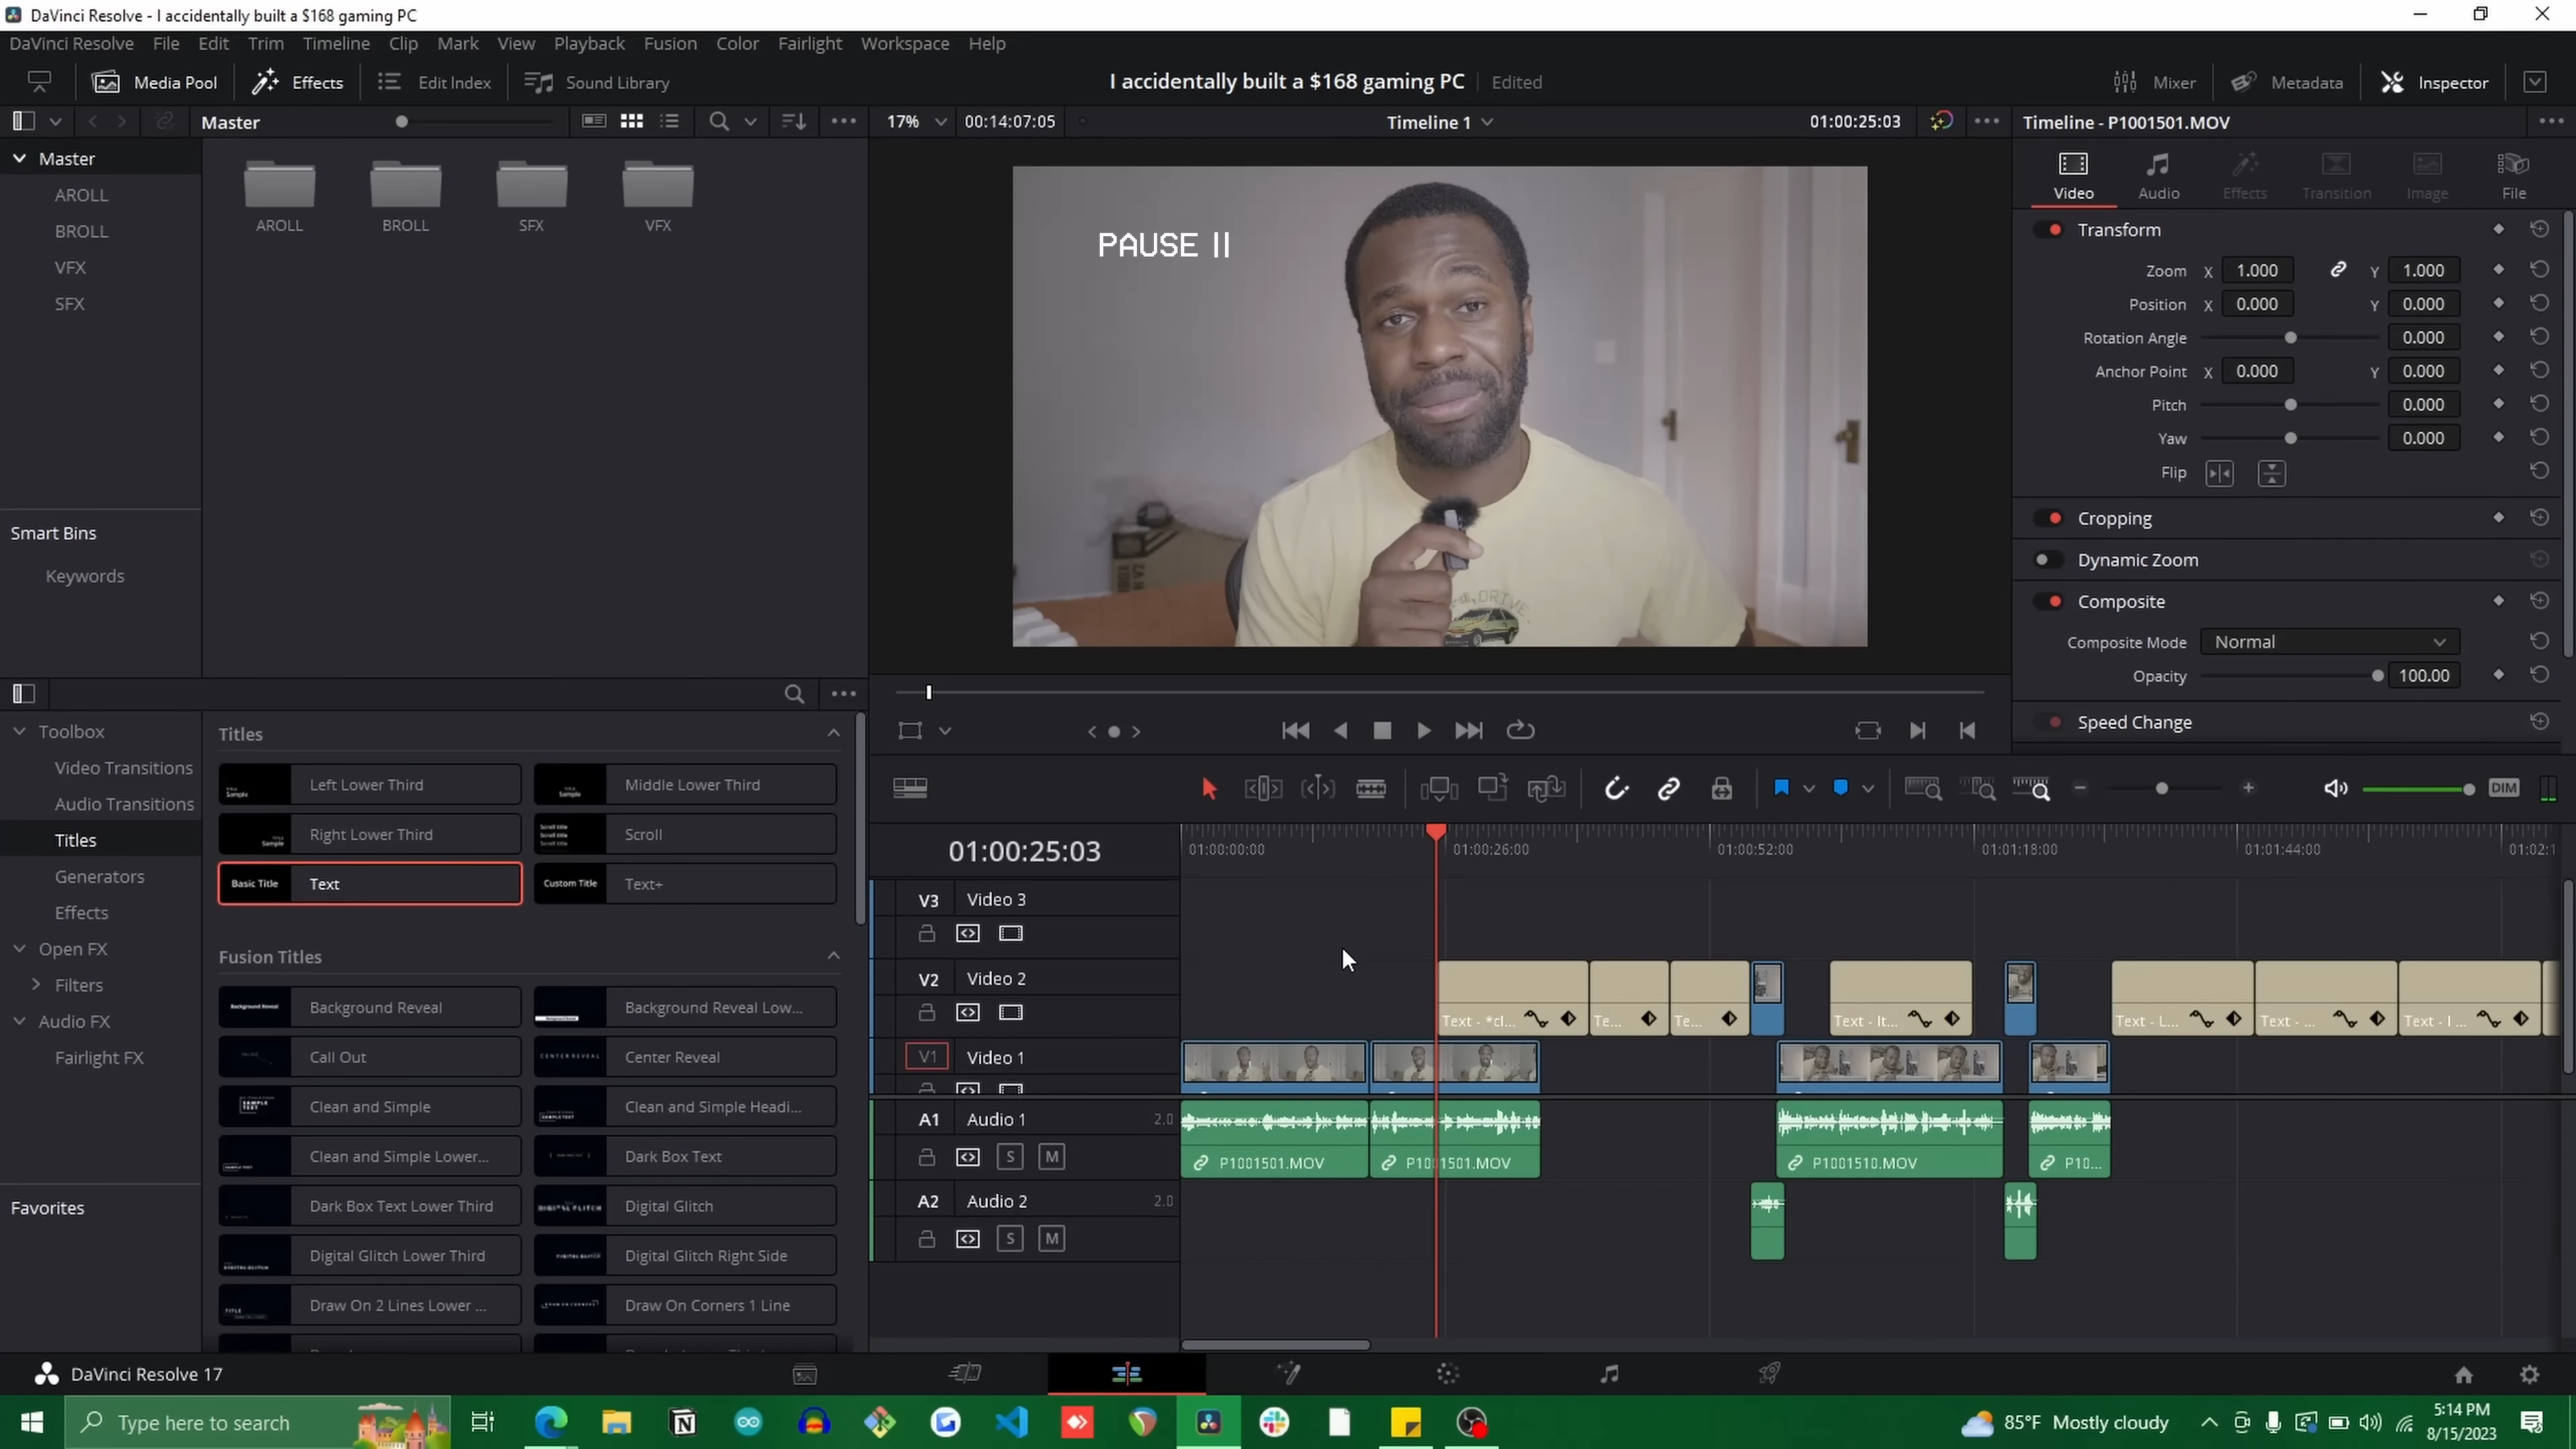 DaVinci Resolve - I accidentally built a $168 gaming PC
DaVinci Resolve File Edit Trim Timeline Clip Mark View Playback Fusion Color Fairlight Workspace Help
Media Pool Effects Edit Index Sound Library
I accidentally built a $168 gaming PC Edited
Mixer Metadata Inspector
Master
17% 00:14:07:05 Timeline 1 01:00:25:03
Timeline - P1001501.MOV
Master
AROLL
BROLL
VFX
SFX
AROLL BROLL SFX VFX
Smart Bins
Keywords
PAUSE II
Video Audio Effects Transition Image File
Transform
Zoom X 1.000 Y 1.000
Position X 0.000 Y 0.000
Rotation Angle 0.000
Anchor Point X 0.000 Y 0.000
Pitch 0.000
Yaw 0.000
Flip
Cropping
Dynamic Zoom
Composite
Composite Mode Normal
Opacity 100.00
Speed Change
Toolbox
Video Transitions
Audio Transitions
Titles
Generators
Effects
Open FX
Filters
Audio FX
Fairlight FX
Favorites
Titles
Left Lower Third
Middle Lower Third
Right Lower Third
Scroll
Basic Title Text
Custom Title Text+
Fusion Titles
Background Reveal
Background Reveal Low...
Call Out
Center Reveal
Clean and Simple
Clean and Simple Headi...
Clean and Simple Lower...
Dark Box Text
Dark Box Text Lower Third
Digital Glitch
Digital Glitch Lower Third
Digital Glitch Right Side
Draw On 2 Lines Lower ...
Draw On Corners 1 Line
DIM
01:00:25:03
01:00:00:00 01:00:26:00 01:00:52:00 01:01:18:00 01:01:44:00 01:02:1
V3 Video 3
V2 Video 2
Text - *cl... Te... Te... Text - It... Text - L... Text - ... Text - I ...
V1 Video 1
A1 Audio 1 2.0
S M
P1001501.MOV P1001501.MOV P1001510.MOV P10...
A2 Audio 2 2.0
S M
DaVinci Resolve 17
Type here to search
85°F Mostly cloudy
5:14 PM
8/15/2023